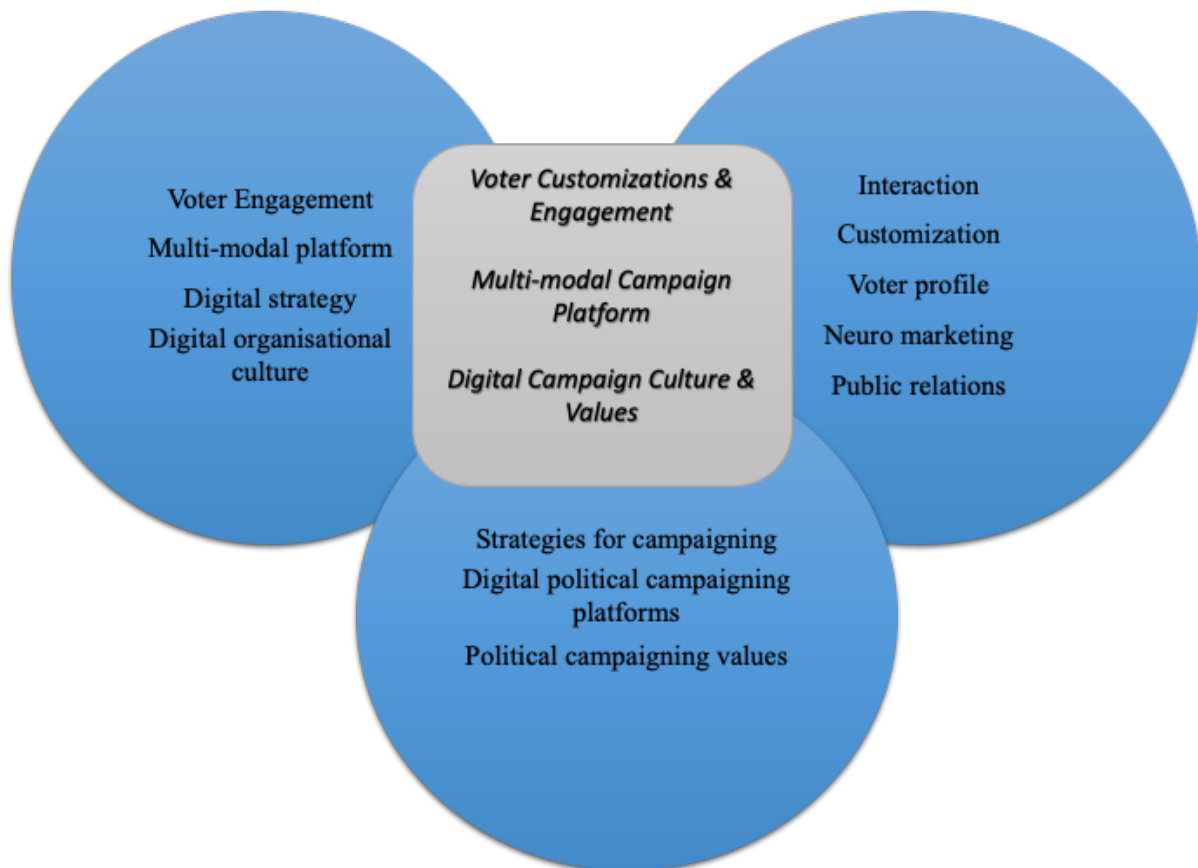 Voter Engagement
Multi-modal platform
Digital strategy
Digital organisational
culture
Voter Customizations &
Engagement
Multi-modal Campaign
Platform
Digital Campaign Culture &
Values
Interaction
Customization
Voter profile
Neuro marketing
Public relations
Strategies for campaigning
Digital political campaigning
platforms
Political campaigning values